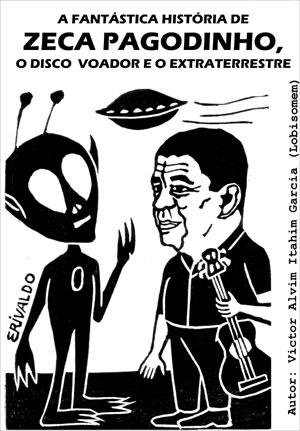 A FANTÁSTICA HISTÓRIA DE
ZECA PAGODINHO,
O DISCO VOADOR E O EXTRATERRESTRE
Autor: Victor Alvim Itahim Garcia (Lobisomem)
ERIVALDO